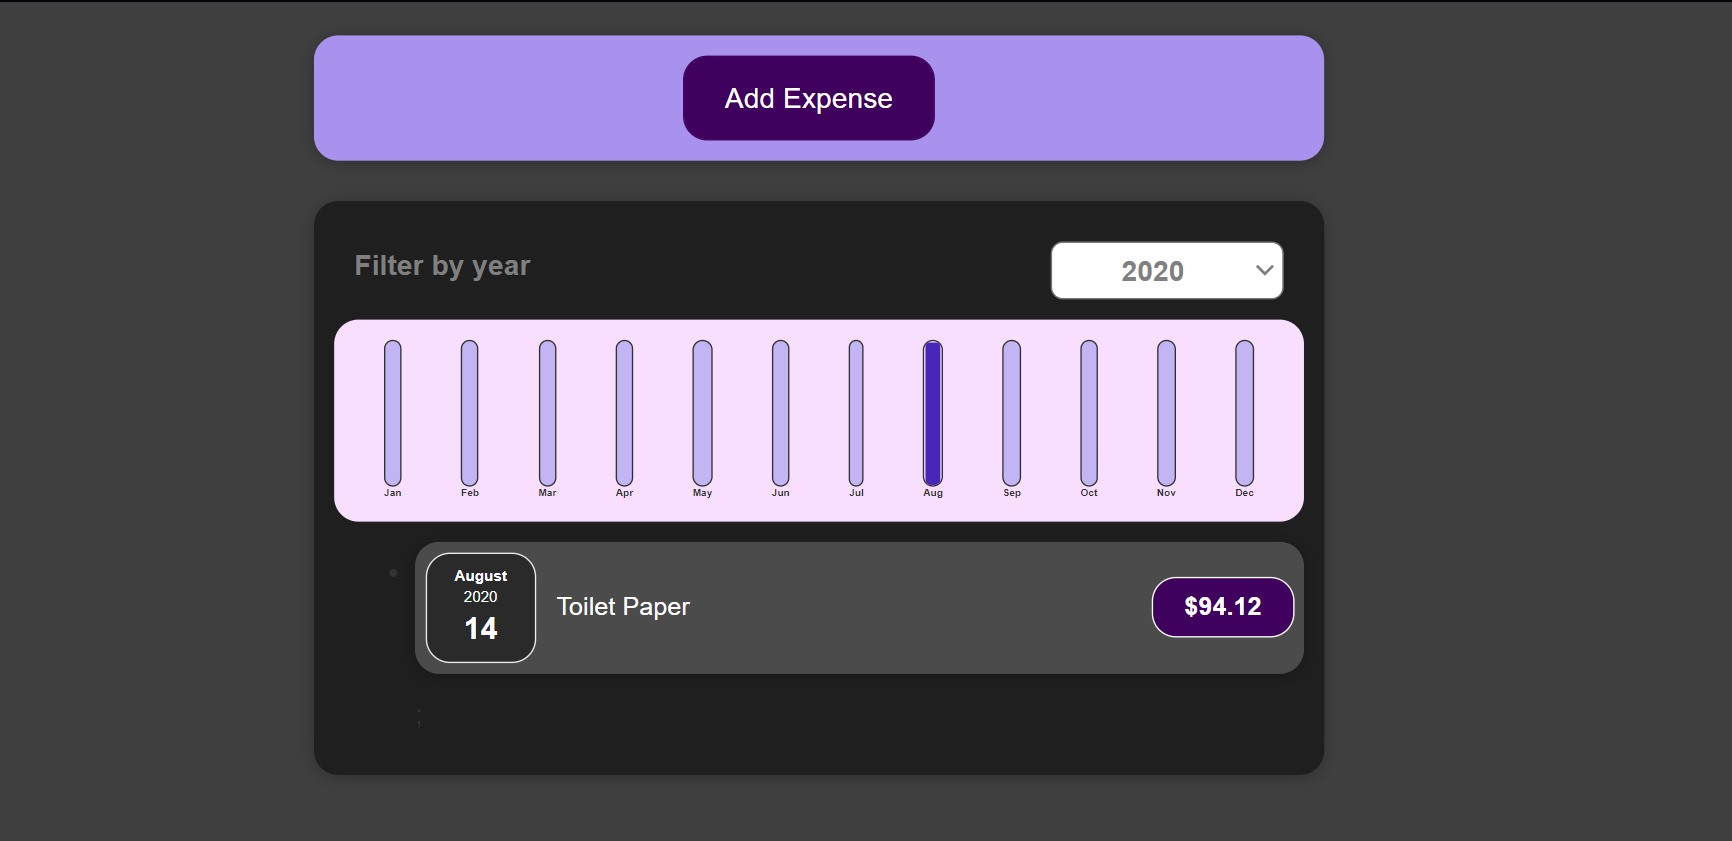 Add Expense
Filter by year
2020
Jan Feb Mar Apr May Jun Jul Aug Sep Oct Nov Dec
August
2020
14
Toilet Paper
$94.12
;